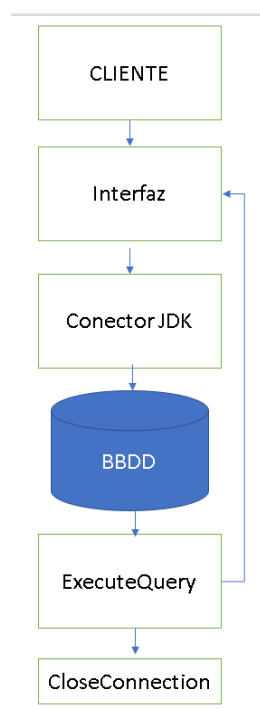 CLIENTE
Interfaz
Conector JDK
BBDD
ExecuteQuery
CloseConnection